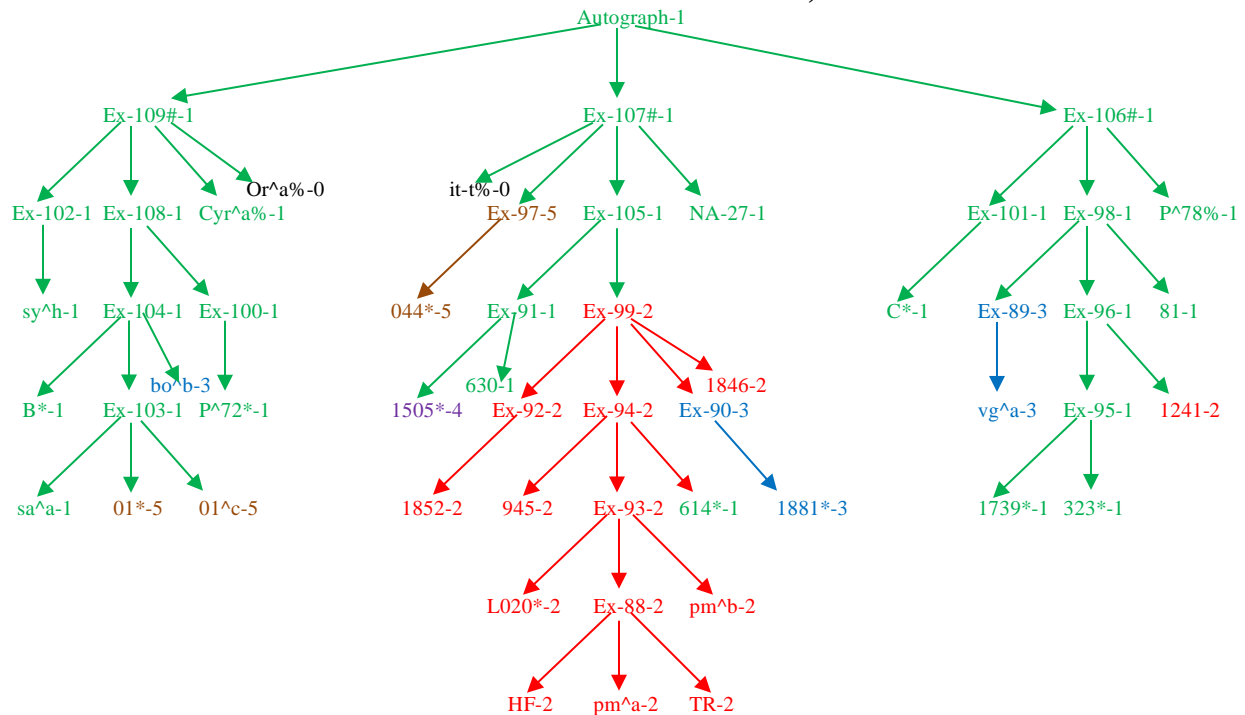 Autograph-1
Ex-109#-1 Ex-107#-1 Ex-106#-1
Or^a%-0 it-t%-0
Ex-102-1 Ex-108-1 Cyr^a%-1 Ex-97-5 Ex-105-1 NA-27-1 Ex-101-1 Ex-98-1 P^78%-1
sy^h-1 Ex-104-1 Ex-100-1 044*-5 Ex-91-1 Ex-99-2 C*-1 Ex-89-3 Ex-96-1 81-1
bo^b-3 630-1 1846-2
B*-1 Ex-103-1 P^72*-1 1505*-4 Ex-92-2 Ex-94-2 Ex-90-3 vg^a-3 Ex-95-1 1241-2
sa^a-1 01*-5 01^c-5 1852-2 945-2 Ex-93-2 614*-1 1881*-3 1739*-1 323*-1
L020*-2 Ex-88-2 pm^b-2
HF-2 pm^a-2 TR-2